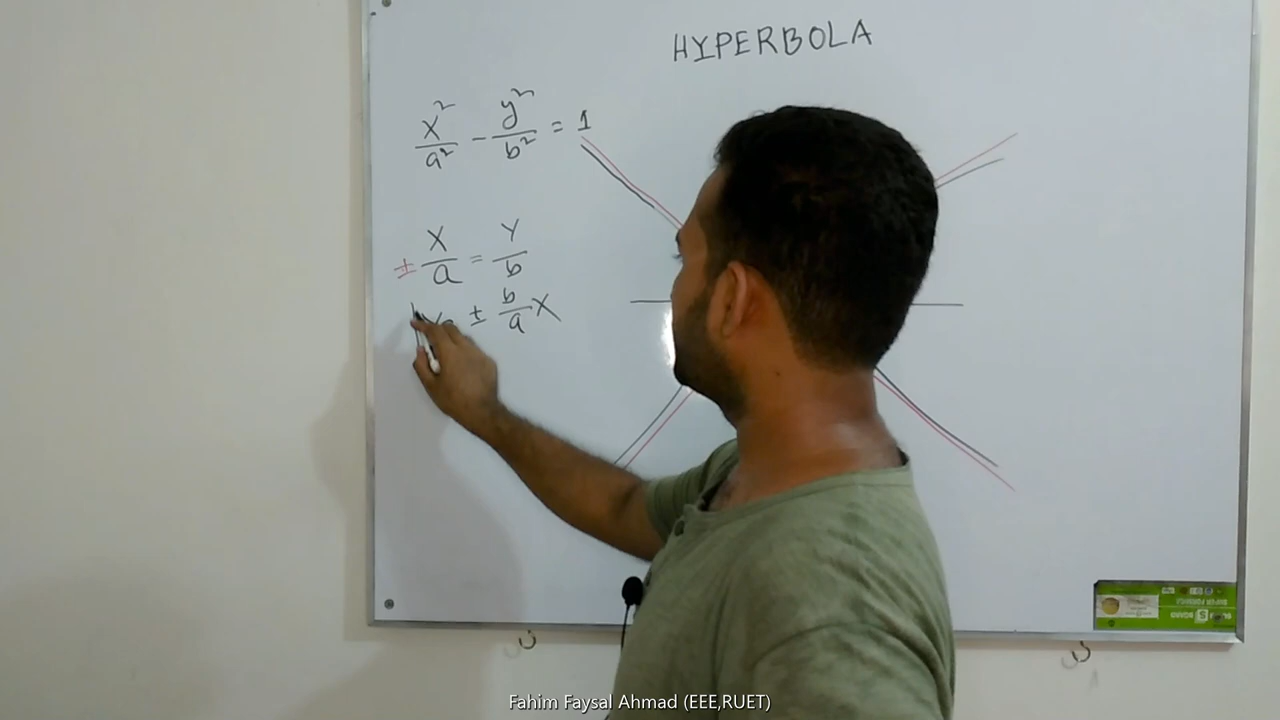 HYPERBOLA
x²/a² - y²/b² = 1
± x/a = y/b
± b/a x
Fahim Faysal Ahmad (EEE,RUET)